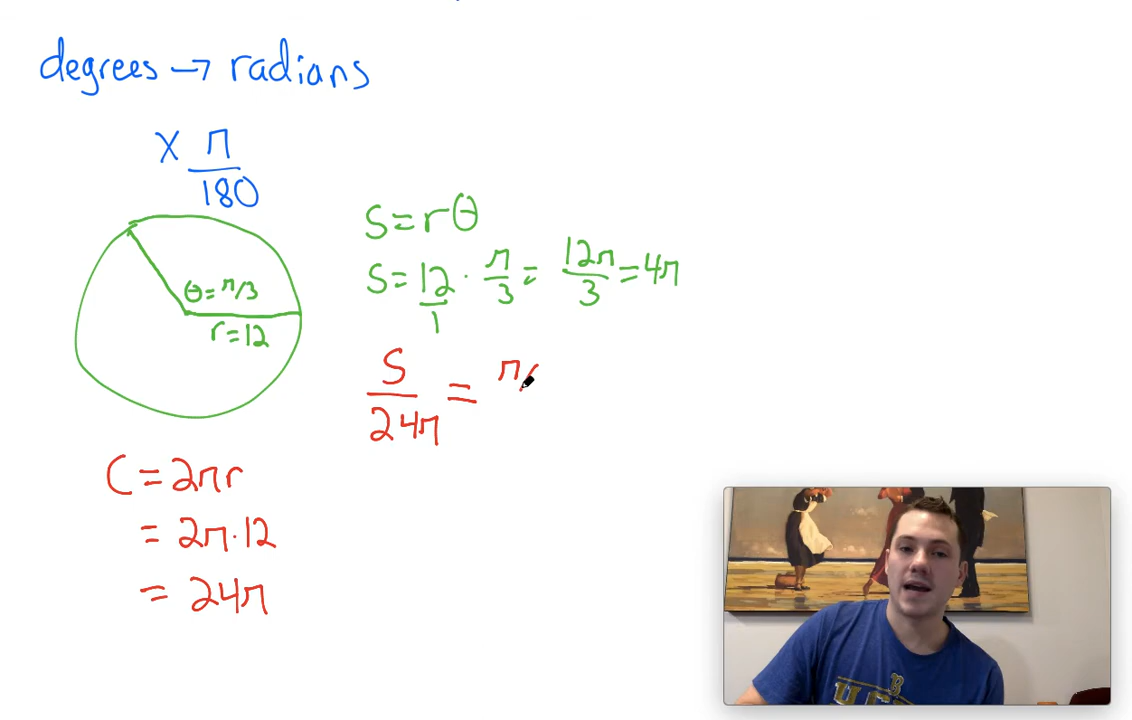 degrees → radians
× π/180
θ = π/3
r = 12
S = rθ
S = 12/1 · π/3 = 12π/3 = 4π
S/24π = π/
C = 2πr
= 2π·12
= 24π
B